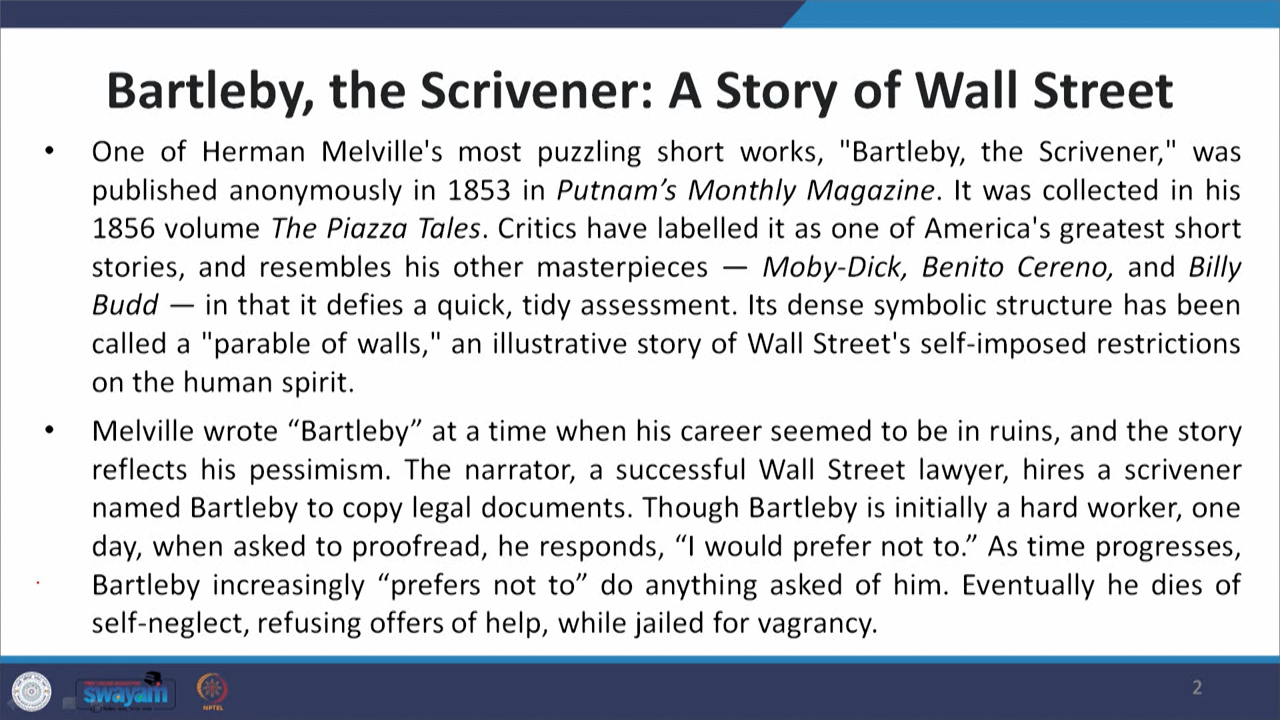 Bartleby, the Scrivener: A Story of Wall Street
• One of Herman Melville's most puzzling short works, "Bartleby, the Scrivener," was
published anonymously in 1853 in Putnam’s Monthly Magazine. It was collected in his
1856 volume The Piazza Tales. Critics have labelled it as one of America's greatest short
stories, and resembles his other masterpieces — Moby-Dick, Benito Cereno, and Billy
Budd — in that it defies a quick, tidy assessment. Its dense symbolic structure has been
called a "parable of walls," an illustrative story of Wall Street's self-imposed restrictions
on the human spirit.
• Melville wrote “Bartleby” at a time when his career seemed to be in ruins, and the story
reflects his pessimism. The narrator, a successful Wall Street lawyer, hires a scrivener
named Bartleby to copy legal documents. Though Bartleby is initially a hard worker, one
day, when asked to proofread, he responds, “I would prefer not to.” As time progresses,
Bartleby increasingly “prefers not to” do anything asked of him. Eventually he dies of
self-neglect, refusing offers of help, while jailed for vagrancy.
swayam
NPTEL
2